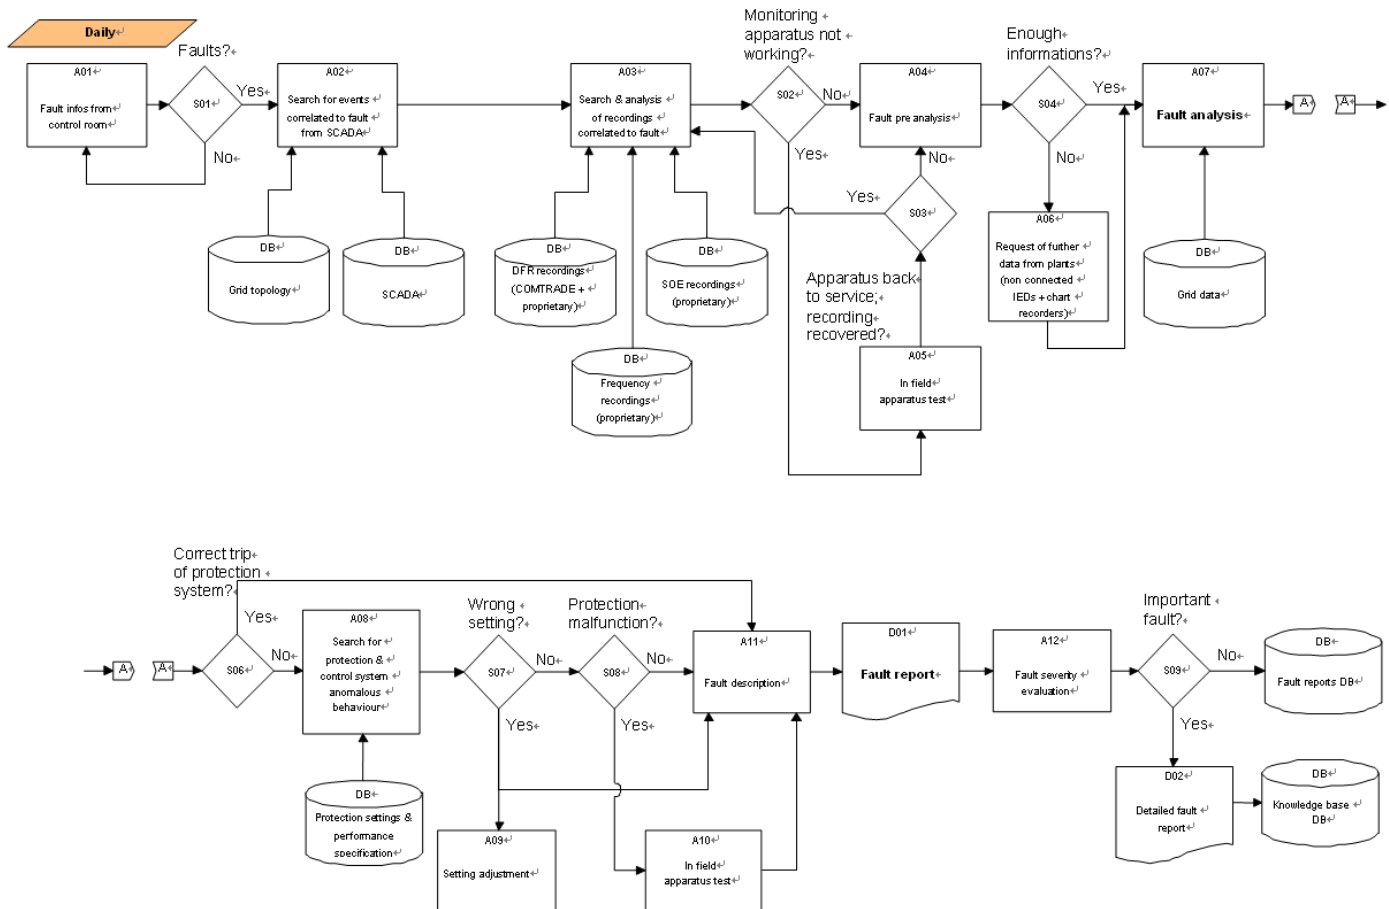 Daily
A01
Fault infos from
control room
Faults?
S01
Yes
No
A02
Search for events
correlated to fault
from SCADA
DB
Grid topology
DB
SCADA
A03
Search & analysis
of recordings
correlated to fault
DB
DFR recordings
(COMTRADE +
proprietary)
DB
Frequency
recordings
(proprietary)
DB
SOE recordings
(proprietary)
Monitoring
apparatus not
working?
S02
No
Yes
A04
Fault pre analysis
No
Yes
S03
Apparatus back
to service;
recording
recovered?
A05
In field
apparatus test
Enough
informations?
S04
Yes
No
A06
Request of futher
data from plants
(non connected
IEDs + chart
recorders)
A07
Fault analysis
DB
Grid data
A
A
A
A
Correct trip
of protection
system?
Yes
S06
No
A08
Search for
protection &
control system
anomalous
behaviour
DB
Protection settings &
performance
specification
Wrong
setting?
S07
No
Yes
A09
Setting adjustment
Protection
malfunction?
S08
No
Yes
A10
In field
apparatus test
A11
Fault description
D01
Fault report
A12
Fault severity
evaluation
Important
fault?
S09
No
Yes
DB
Fault reports DB
D02
Detailed fault
report
DB
Knowledge base
DB